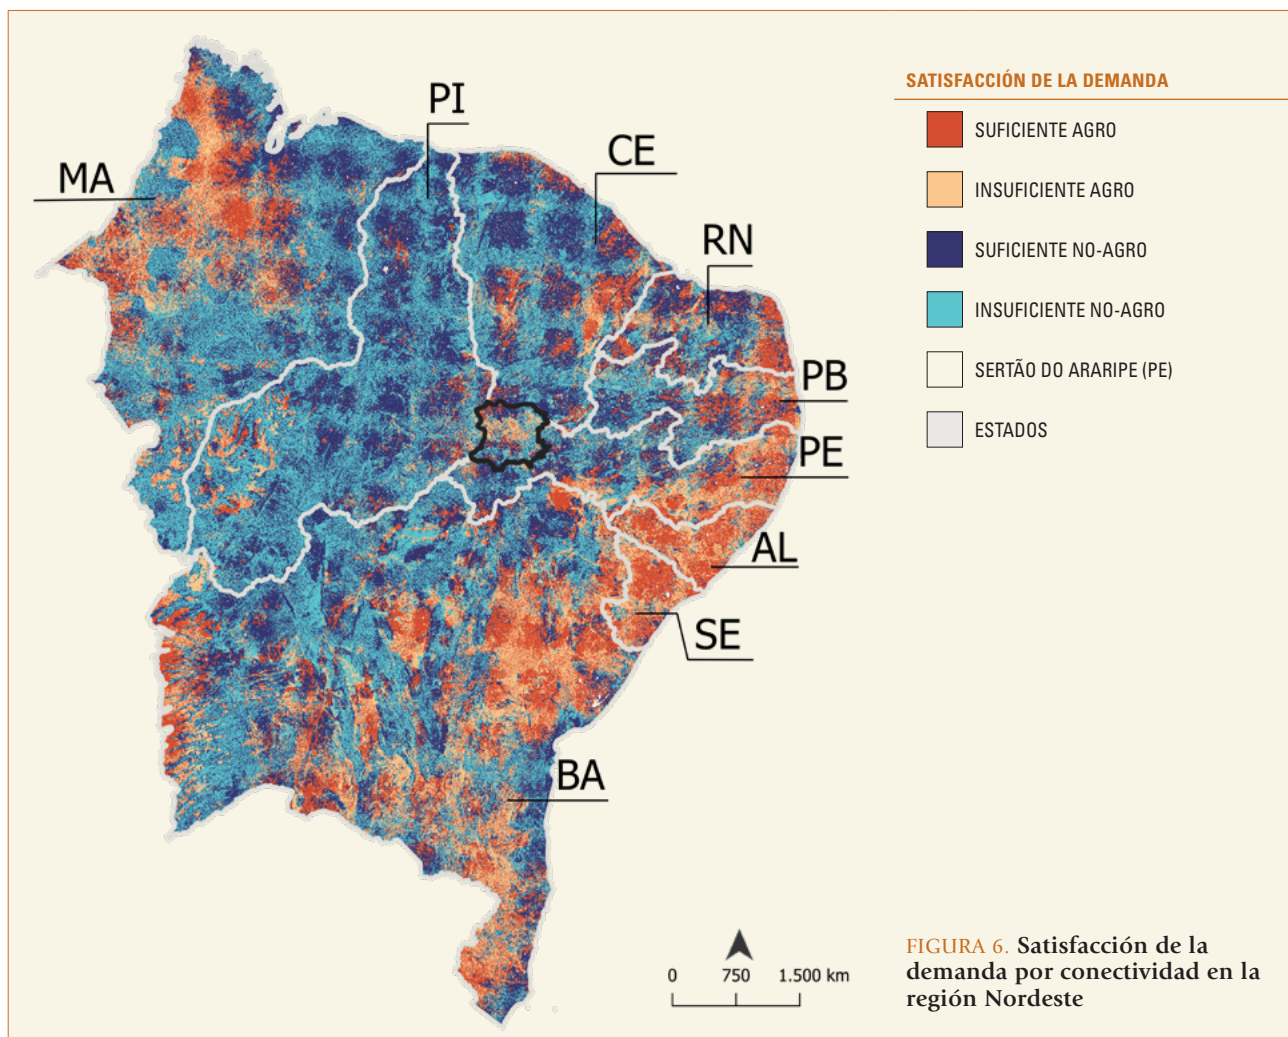 PI
CE
MA
RN
PB
PE
AL
SE
BA
SATISFACCIÓN DE LA DEMANDA
SUFICIENTE AGRO
INSUFICIENTE AGRO
SUFICIENTE NO-AGRO
INSUFICIENTE NO-AGRO
SERTÃO DO ARARIPE (PE)
ESTADOS
0 750 1.500 km
FIGURA 6. Satisfacción de la
demanda por conectividad en la
región Nordeste